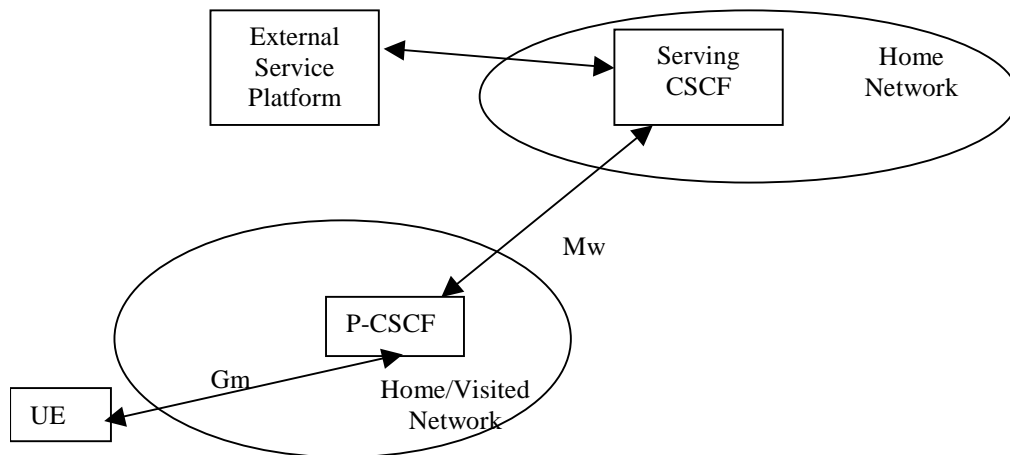 External
Service
Platform
Serving
CSCF
Home
Network
Mw
P-CSCF
Gm
Home/Visited
Network
UE